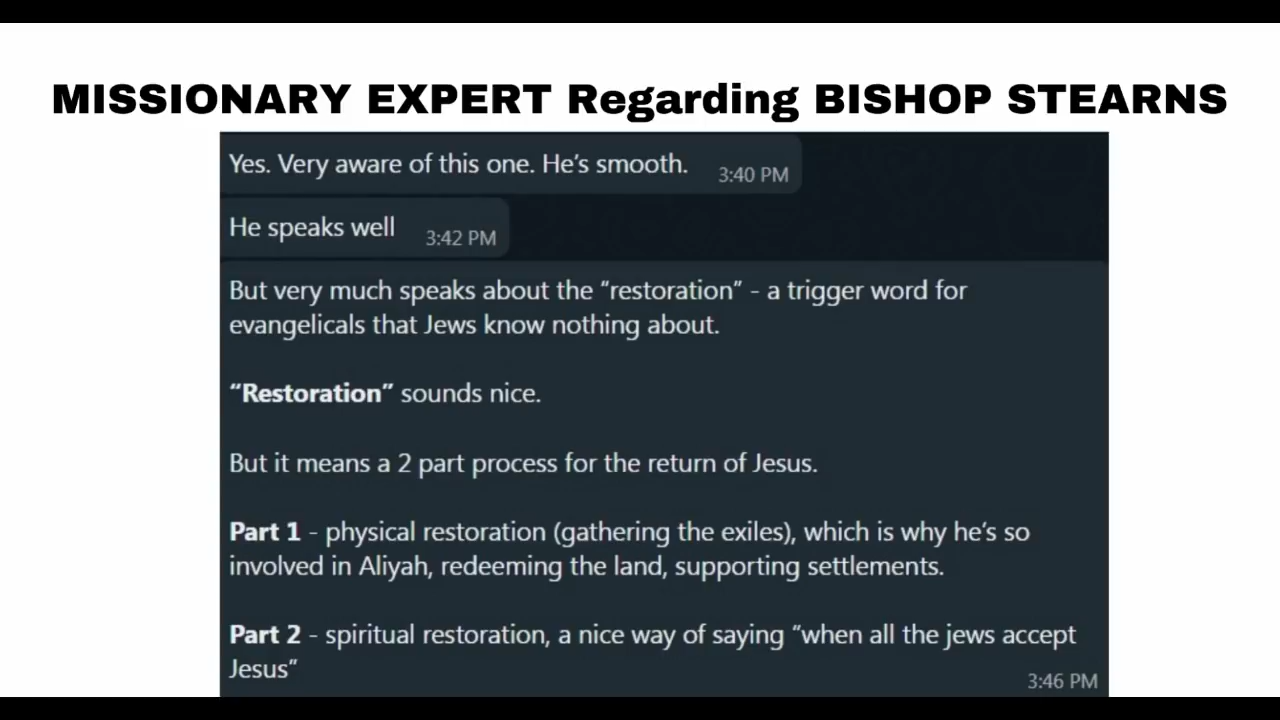 MISSIONARY EXPERT Regarding BISHOP STEARNS
Yes. Very aware of this one. He's smooth. 3:40 PM
He speaks well 3:42 PM
But very much speaks about the “restoration” - a trigger word for
evangelicals that Jews know nothing about.
“Restoration” sounds nice.
But it means a 2 part process for the return of Jesus.
Part 1 - physical restoration (gathering the exiles), which is why he's so
involved in Aliyah, redeeming the land, supporting settlements.
Part 2 - spiritual restoration, a nice way of saying “when all the jews accept
Jesus”
3:46 PM